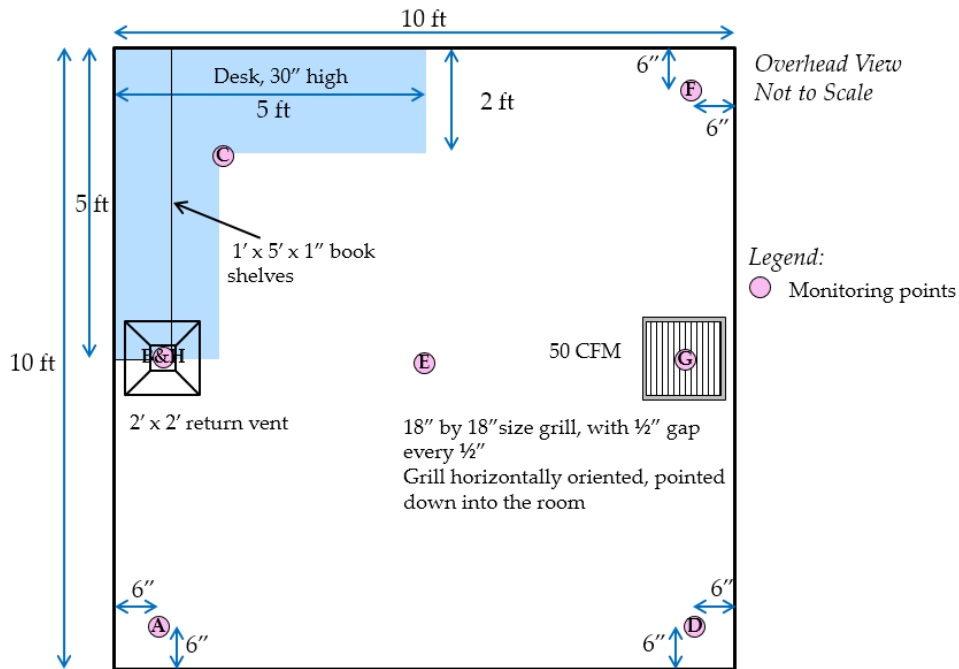 10 ft
Overhead View
Not to Scale
6″
F
6″
Desk, 30″ high
5 ft
2 ft
C
5 ft
1′ x 5′ x 1″ book
shelves
Legend:
Monitoring points
10 ft
B&H
E
50 CFM
G
2′ x 2′ return vent
18″ by 18″size grill, with ½″ gap
every ½″
Grill horizontally oriented, pointed
down into the room
6″
A
6″
6″
D
6″